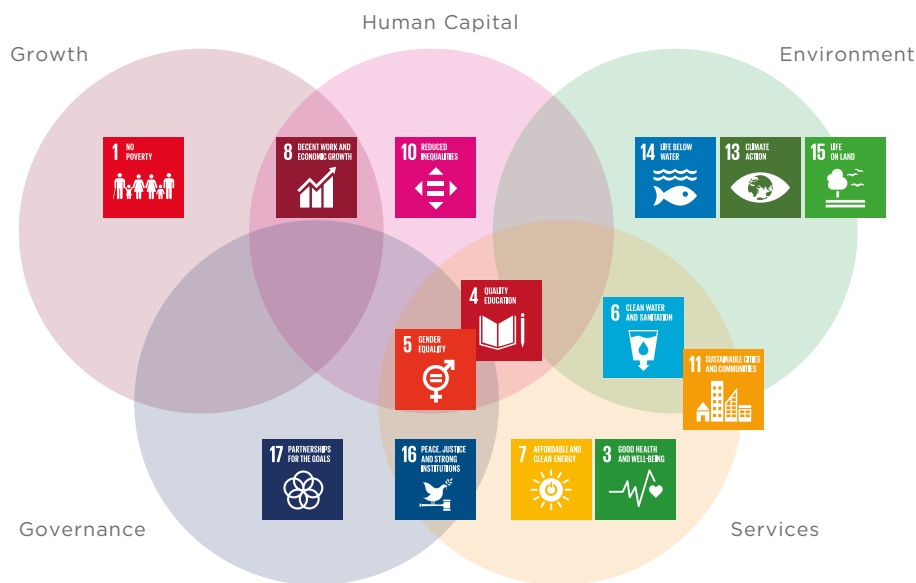 Human Capital
Growth
Environment
1 NO
POVERTY
8 DECENT WORK AND
ECONOMIC GROWTH
10 REDUCED
INEQUALITIES
14 LIFE BELOW
WATER
13 CLIMATE
ACTION
15 LIFE
ON LAND
4 QUALITY
EDUCATION
6 CLEAN WATER
AND SANITATION
5 GENDER
EQUALITY
11 SUSTAINABLE CITIES
AND COMMUNITIES
17 PARTNERSHIPS
FOR THE GOALS
16 PEACE, JUSTICE
AND STRONG
INSTITUTIONS
7 AFFORDABLE AND
CLEAN ENERGY
3 GOOD HEALTH
AND WELL-BEING
Governance
Services